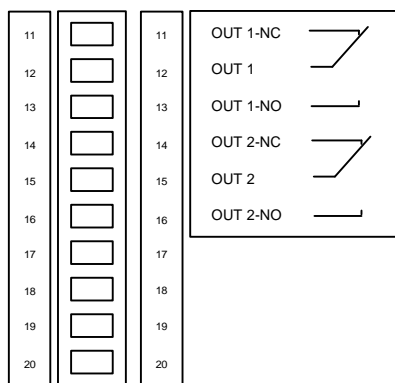 11 11 OUT 1-NC
12 12 OUT 1
13 13 OUT 1-NO
14 14 OUT 2-NC
15 15 OUT 2
16 16 OUT 2-NO
17 17
18 18
19 19
20 20